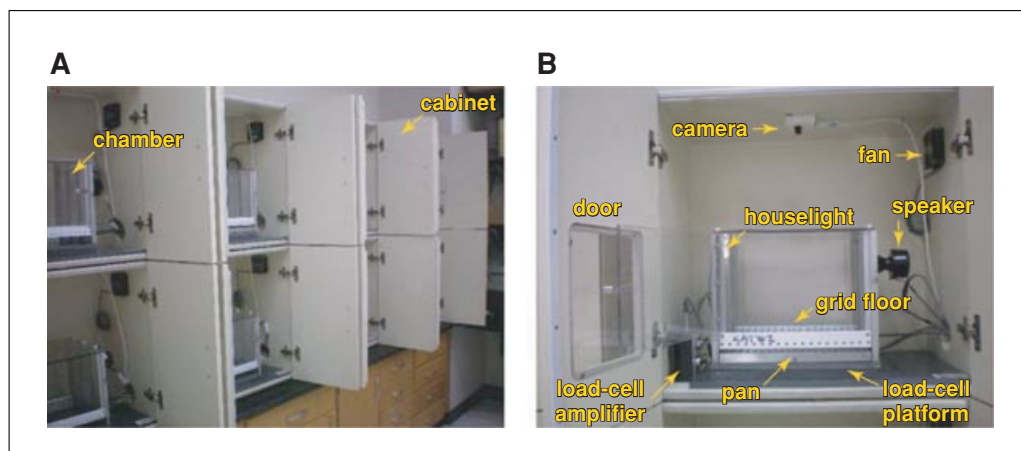 A
cabinet
chamber
B
camera
fan
door
houselight
speaker
grid floor
load-cell
amplifier
pan
load-cell
platform